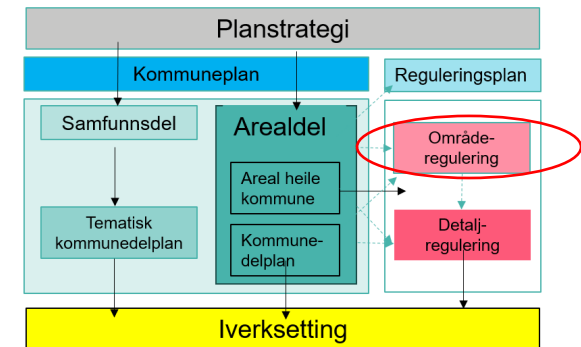 Planstrategi
Kommuneplan
Reguleringsplan
Samfunnsdel
Arealdel
Område-
regulering
Areal heile
kommune
Tematisk
kommunedelplan
Kommune-
delplan
Detalj-
regulering
Iverksetting